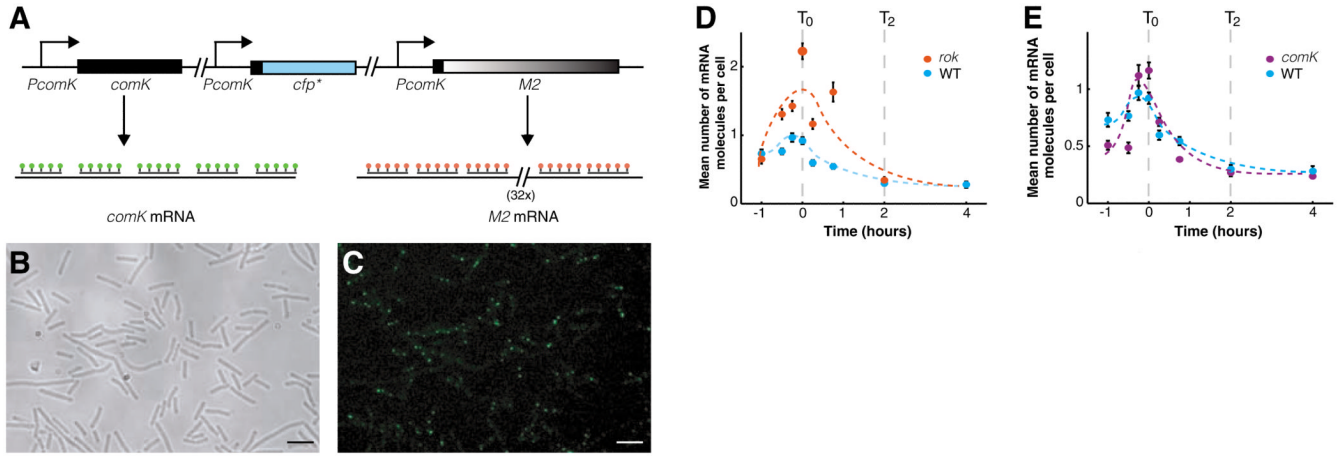 A
PcomK
comK
PcomK
cfp*
PcomK
M2
(32x)
comK mRNA
M2 mRNA
B
C
D
T0
T2
Mean number of mRNA
molecules per cell
2
1
0
rok
WT
-1
0
1
2
4
Time (hours)
E
T0
T2
Mean number of mRNA
molecules per cell
1
0.5
0
comK
WT
-1
0
1
2
4
Time (hours)